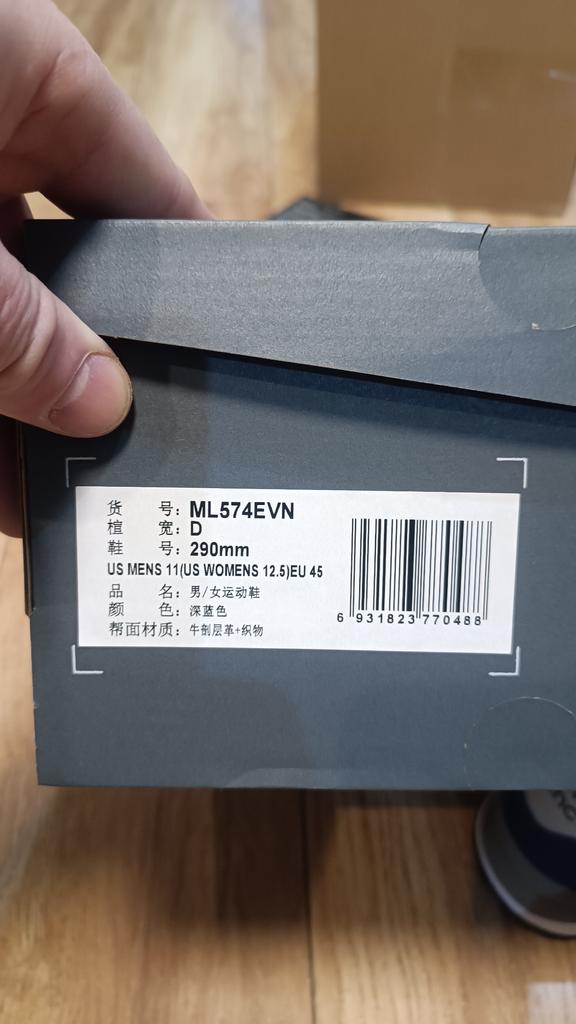 货 号: ML574EVN
楦 宽: D
鞋 号: 290mm
US MENS 11(US WOMENS 12.5)EU 45
品 名: 男/女运动鞋
颜 色: 深蓝色
帮面材质: 牛剖层革+织物
6 931823 770488